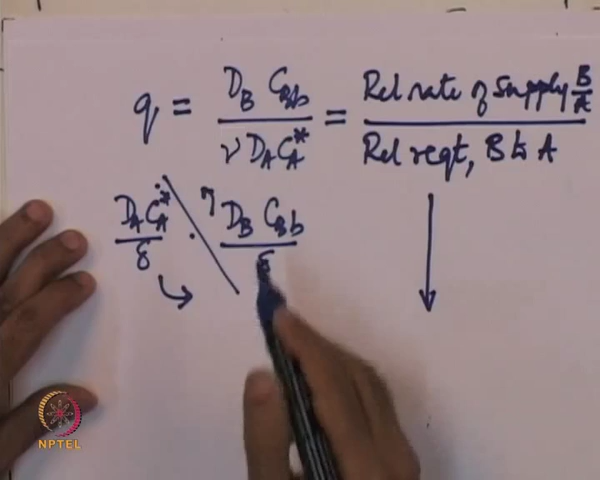 q = D_B C_Bb / ν D_A C_A* = Rel rate of supply B/A / Rel reqt, B to A
D_A C_A* / δ D_B C_Bb / δ
NPTEL